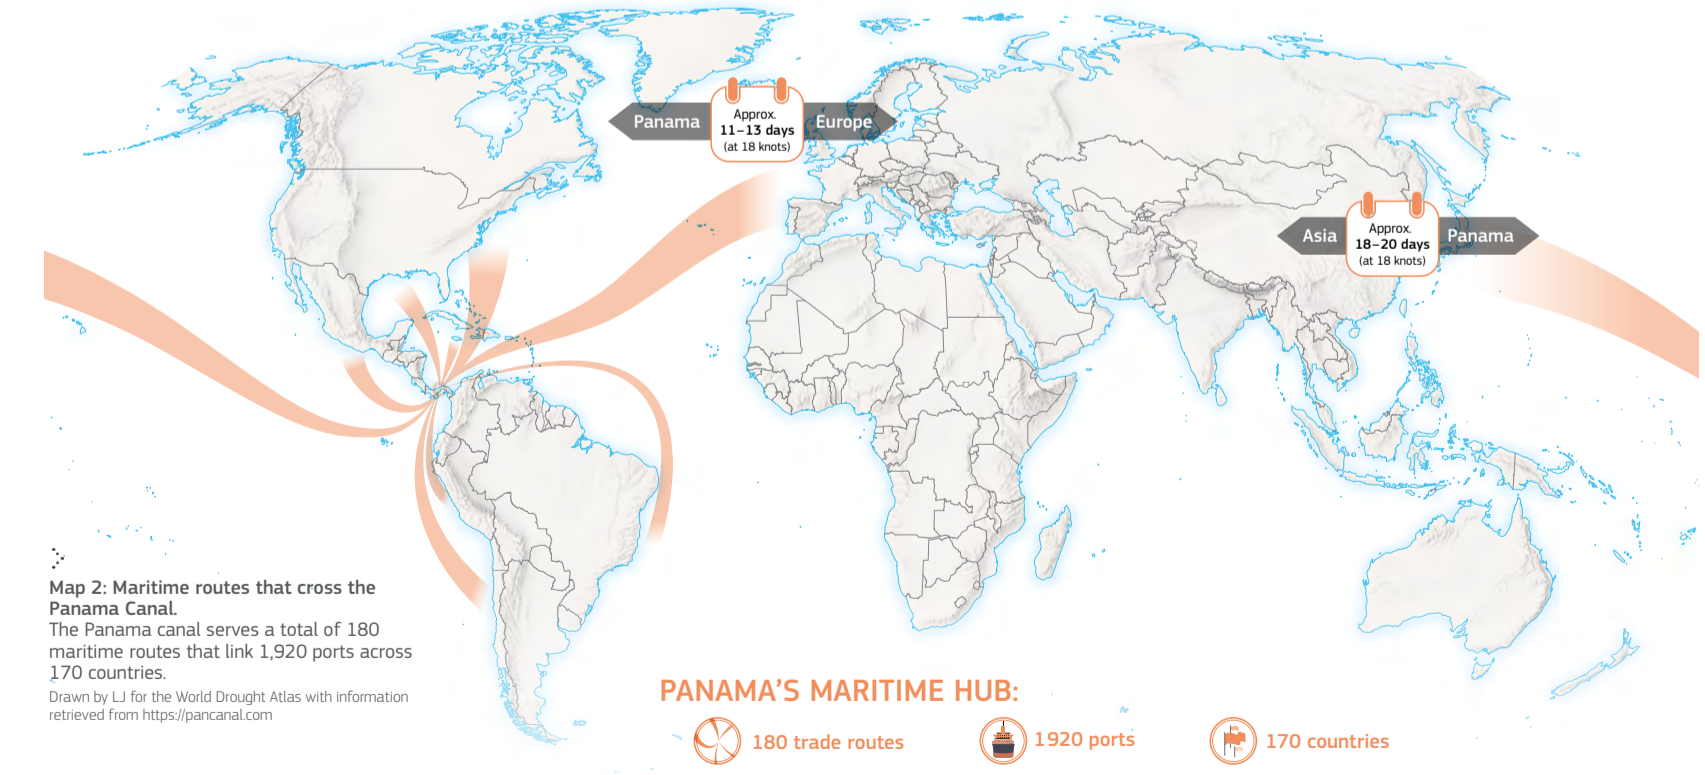 Panama
Approx.
11–13 days
(at 18 knots)
Europe
Asia
Approx.
18–20 days
(at 18 knots)
Panama
Map 2: Maritime routes that cross the
Panama Canal.
The Panama canal serves a total of 180
maritime routes that link 1,920 ports across
170 countries.
Drawn by LJ for the World Drought Atlas with information
retrieved from https://pancanal.com
PANAMA'S MARITIME HUB:
180 trade routes
1920 ports
170 countries